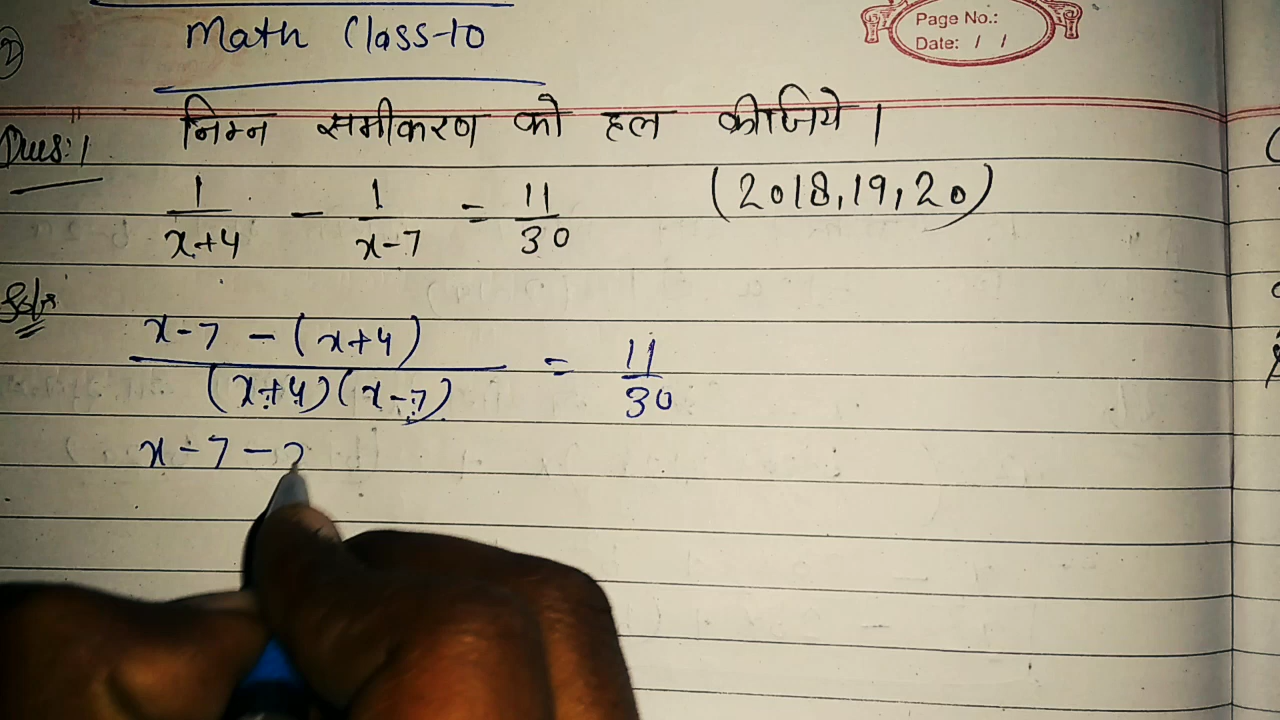 Math Class-10
Page No.:
Date: / /
निम्न समीकरण को हल कीजिये।
Ques:1
1/(x+4) - 1/(x-7) = 11/30 (2018,19,20)
Soln
(x-7 - (x+4))/((x+4)(x-7)) = 11/30
x-7-